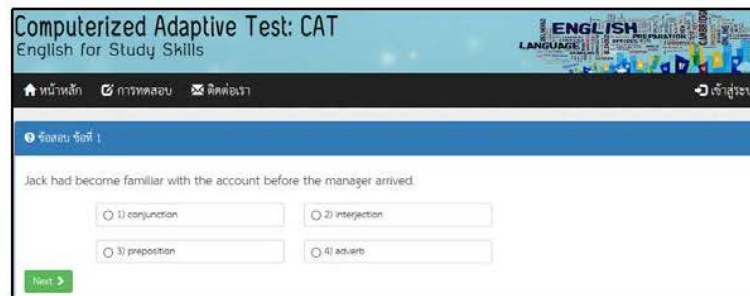 Computerized Adaptive Test: CAT
English for Study Skills
ENGLISH
LANGUAGE
PREPARATION
CAMBRIDGE
หน้าหลัก การทดสอบ ติดต่อเรา เข้าสู่ระบ
ข้อสอบ ข้อที่ 1
Jack had become familiar with the account before the manager arrived.
1) conjunction 2) interjection
3) preposition 4) adverb
Next